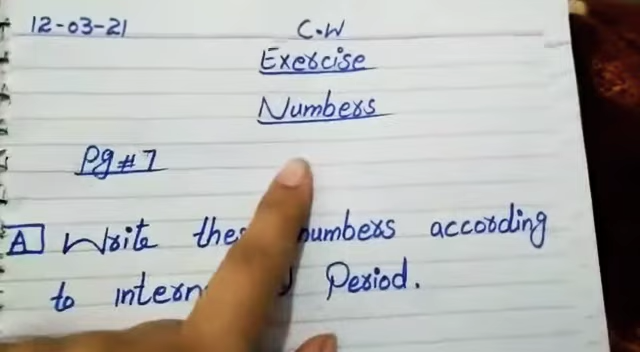 12-03-21
C.W
Exercise
Numbers
Pg # 7
A Write numbers according
to Period.